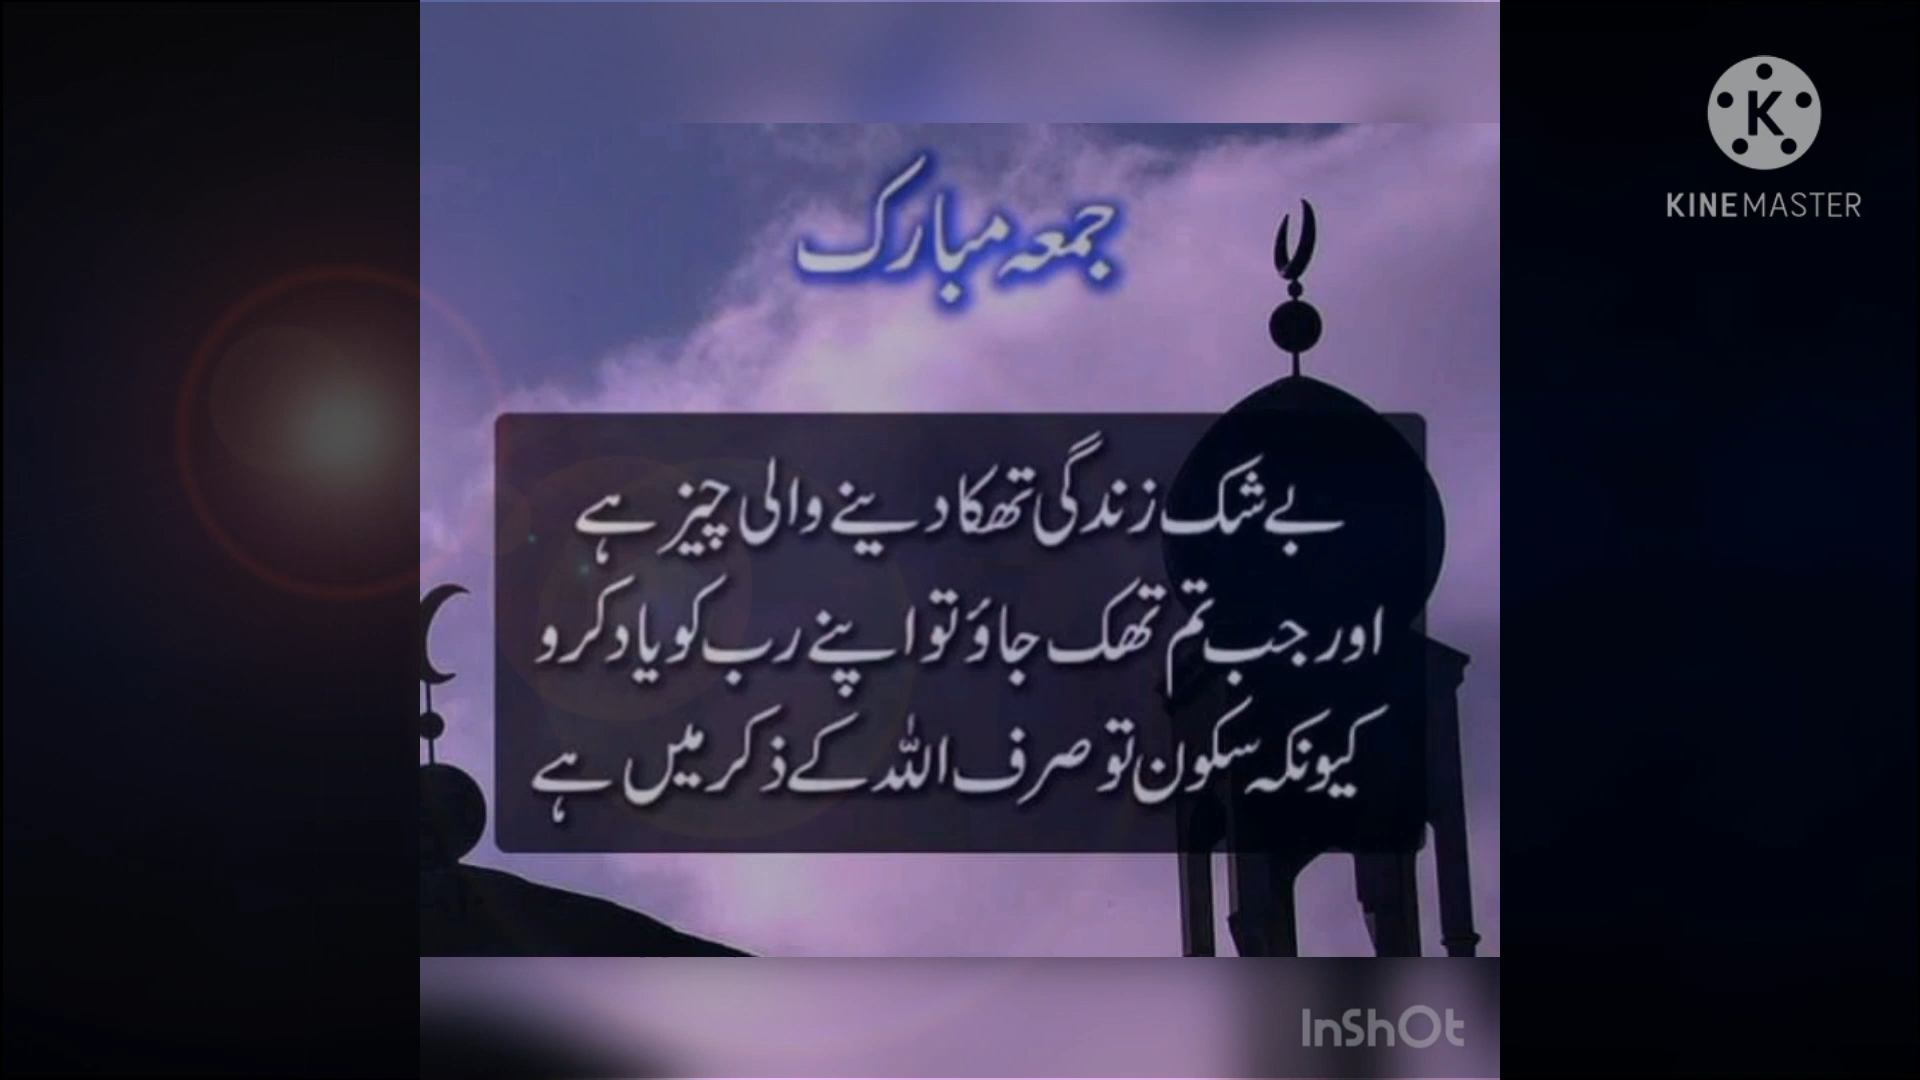 جمعہ مبارک
بے شک زندگی تھکا دینے والی چیز ہے
اور جب تم تھک جاؤ تو اپنے رب کو یاد کرو
کیونکہ سکون تو صرف اللہ کے ذکر میں ہے
K
KINEMASTER
InShOt